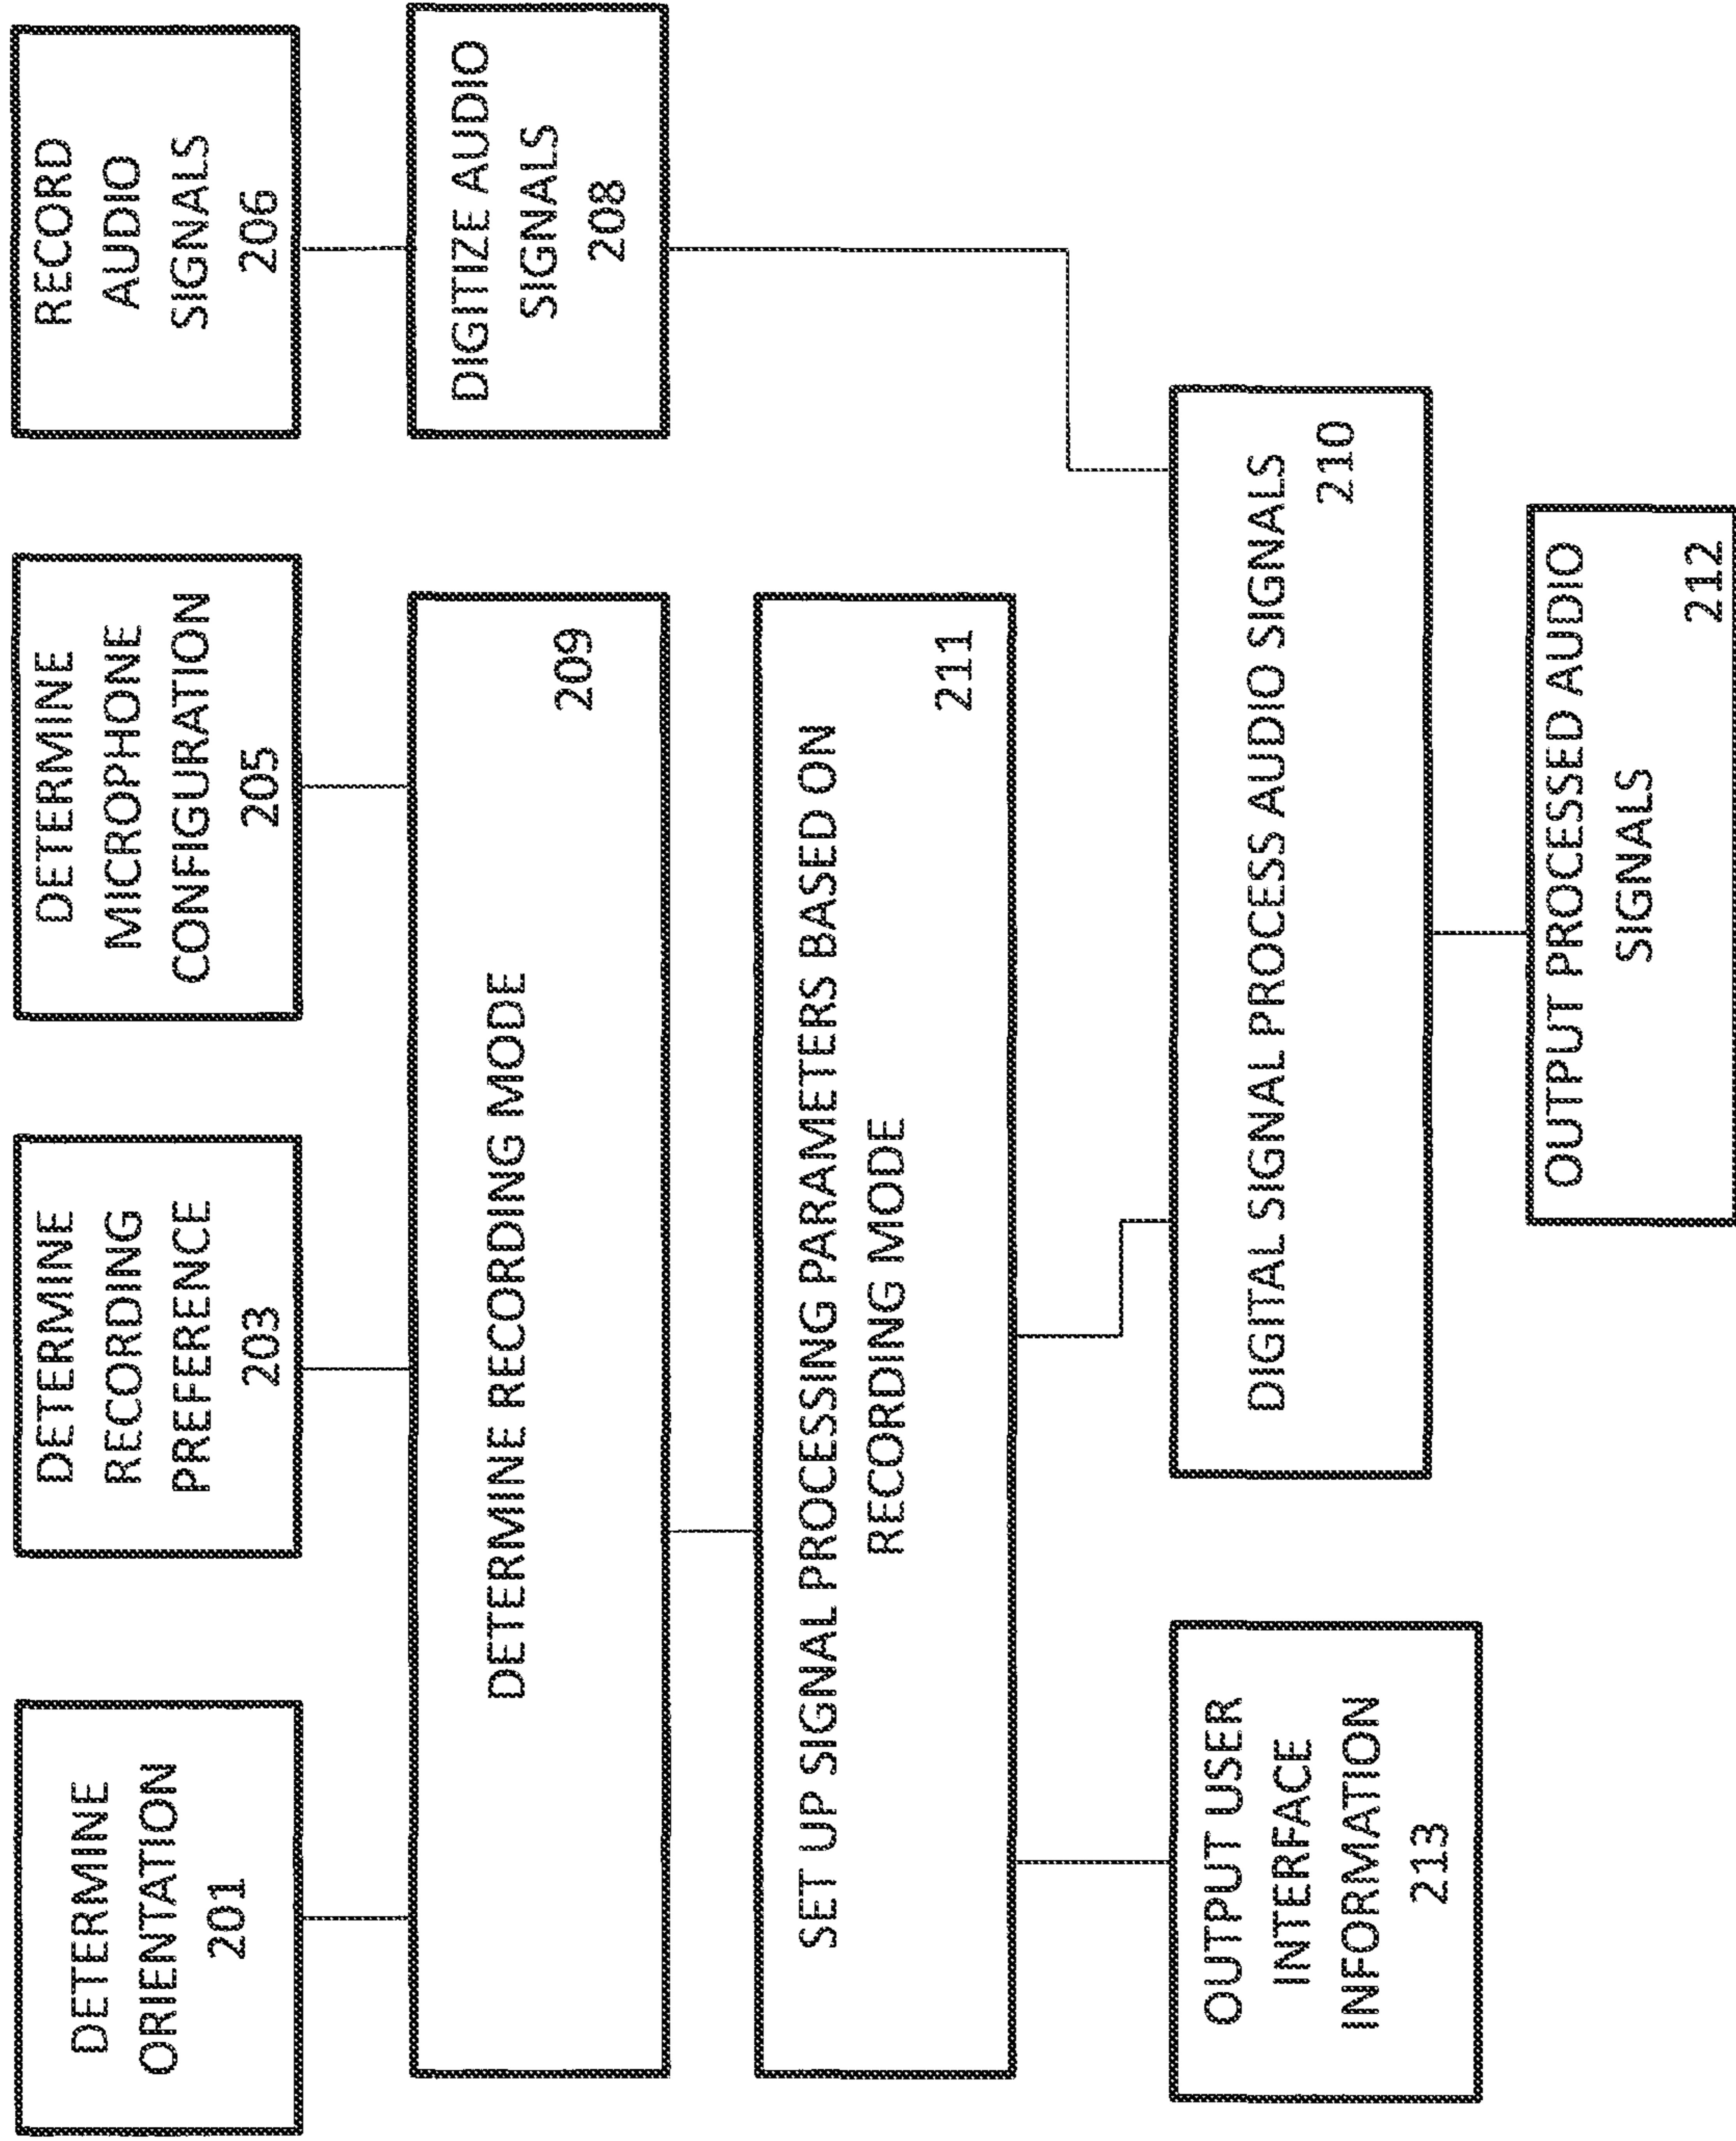 DETERMINE
ORIENTATION
201
DETERMINE
RECORDING
PREFERENCE
203
DETERMINE
MICROPHONE
CONFIGURATION
205
RECORD
AUDIO
SIGNALS
206
DETERMINE RECORDING MODE
209
DIGITIZE AUDIO
SIGNALS
208
SET UP SIGNAL PROCESSING PARAMETERS BASED ON
RECORDING MODE
211
OUTPUT USER
INTERFACE
INFORMATION
213
DIGITAL SIGNAL PROCESS AUDIO SIGNALS
210
OUTPUT PROCESSED AUDIO
SIGNALS
212